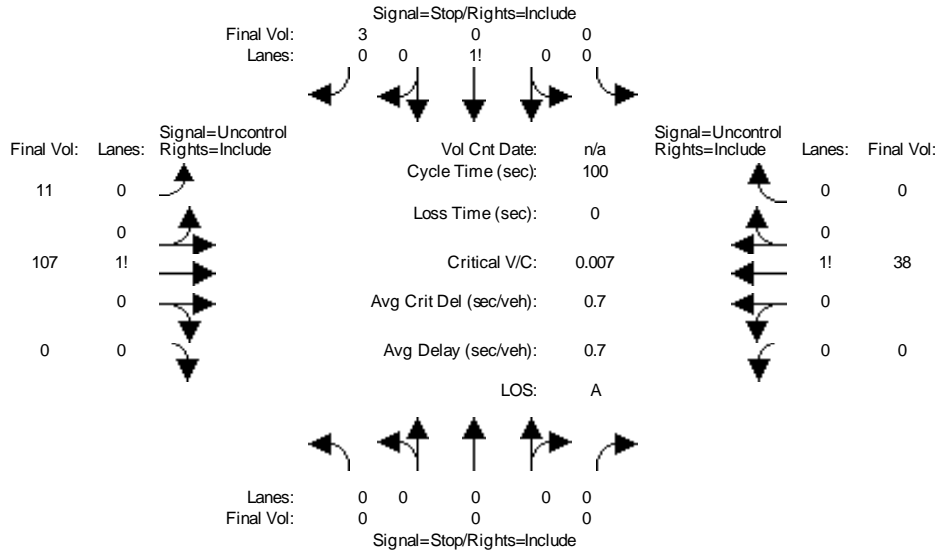 Signal=Stop/Rights=Include
Final Vol: 3 0 0
Lanes: 0 0 1! 0 0
Signal=Uncontrol Signal=Uncontrol
Final Vol: Lanes: Rights=Include Vol Cnt Date: n/a Rights=Include Lanes: Final Vol:
Cycle Time (sec): 100
11 0 0 0
Loss Time (sec): 0
0 0
107 1! Critical V/C: 0.007 1! 38
0 Avg Crit Del (sec/veh): 0.7 0
0 0 Avg Delay (sec/veh): 0.7 0 0
LOS: A
Lanes: 0 0 0 0 0
Final Vol: 0 0 0
Signal=Stop/Rights=Include